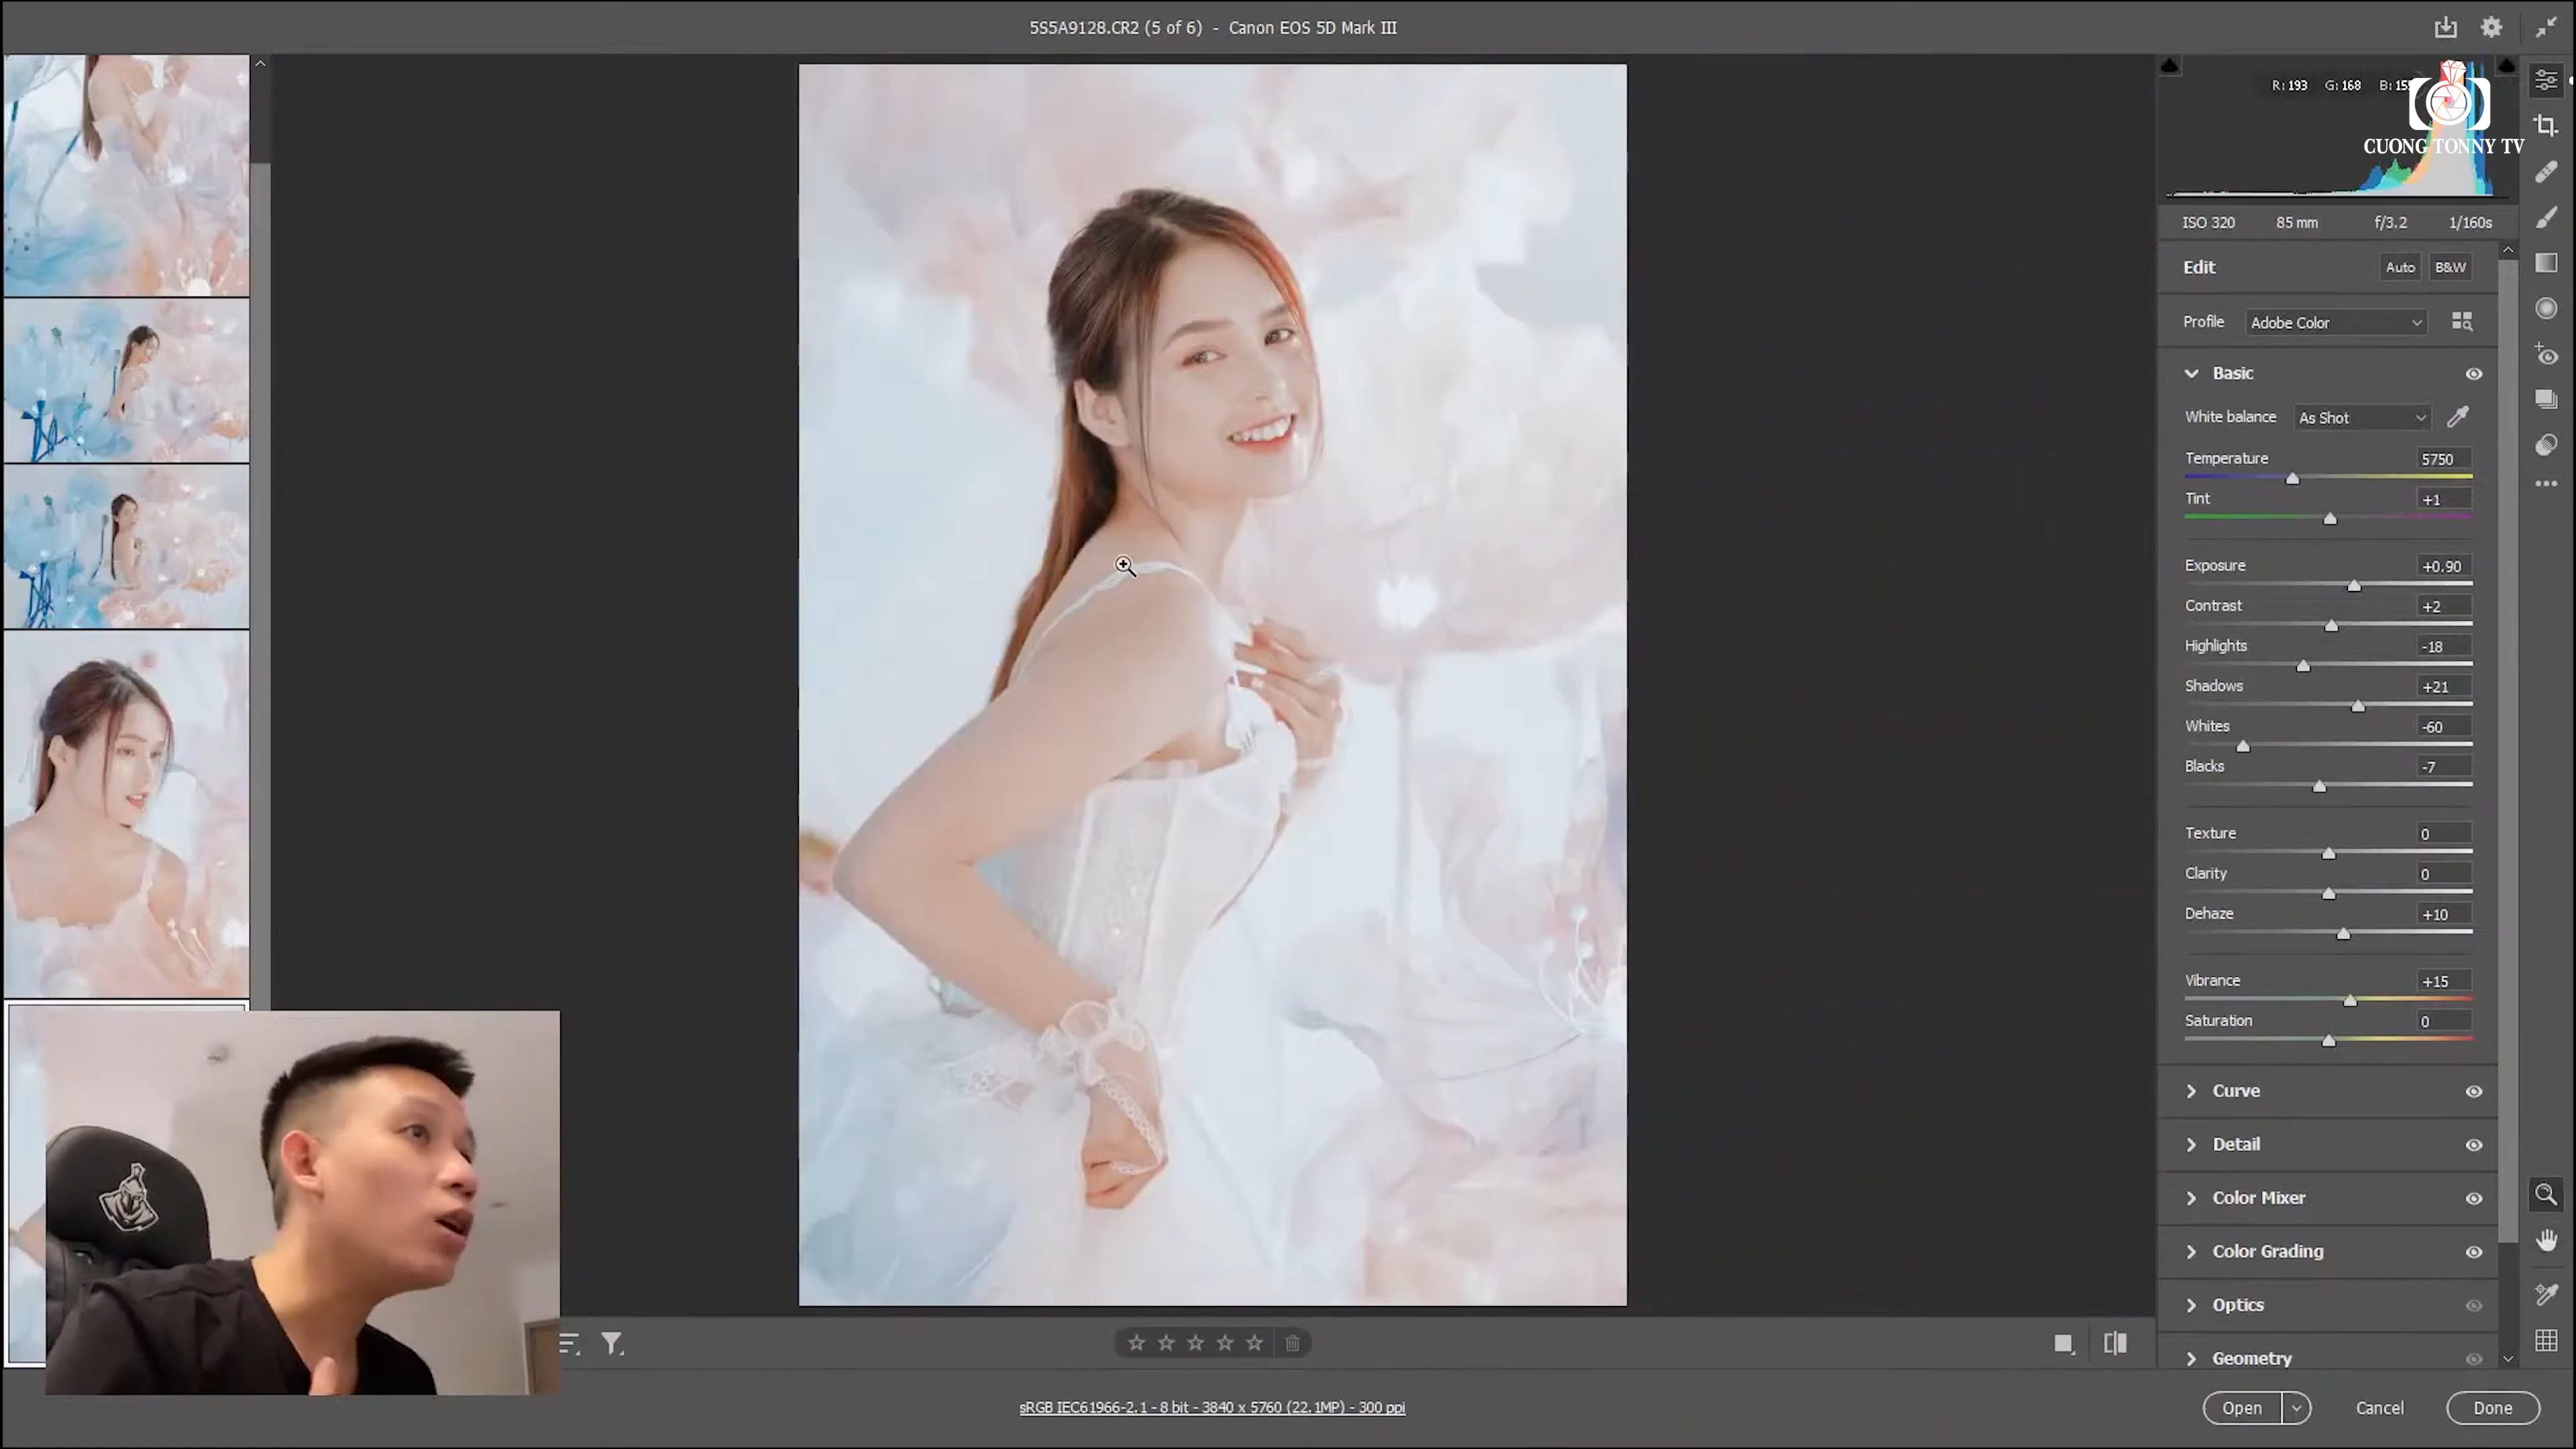 5S5A9128.CR2 (5 of 6) - Canon EOS 5D Mark III
R: 193 G: 168 B: 155
CUONG TONNY TV
ISO 320 85 mm f/3.2 1/160s
Edit Auto B&W
Profile Adobe Color
Basic
White balance As Shot
Temperature 5750
Tint +1
Exposure +0.90
Contrast +2
Highlights -18
Shadows +21
Whites -60
Blacks -7
Texture 0
Clarity 0
Dehaze +10
Vibrance +15
Saturation 0
Curve
Detail
Color Mixer
Color Grading
Optics
Geometry
sRGB IEC61966-2.1 - 8 bit - 3840 x 5760 (22.1MP) - 300 ppi
Open Cancel Done